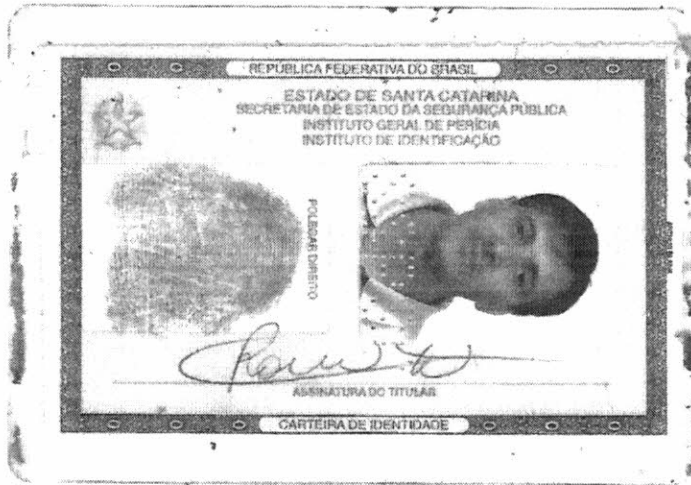 REPÚBLICA FEDERATIVA DO BRASIL
ESTADO DE SANTA CATARINA
SECRETARIA DE ESTADO DA SEGURANÇA PÚBLICA
INSTITUTO GERAL DE PERÍCIA
INSTITUTO DE IDENTIFICAÇÃO
POLEGAR DIREITO
ASSINATURA DO TITULAR
CARTEIRA DE IDENTIDADE